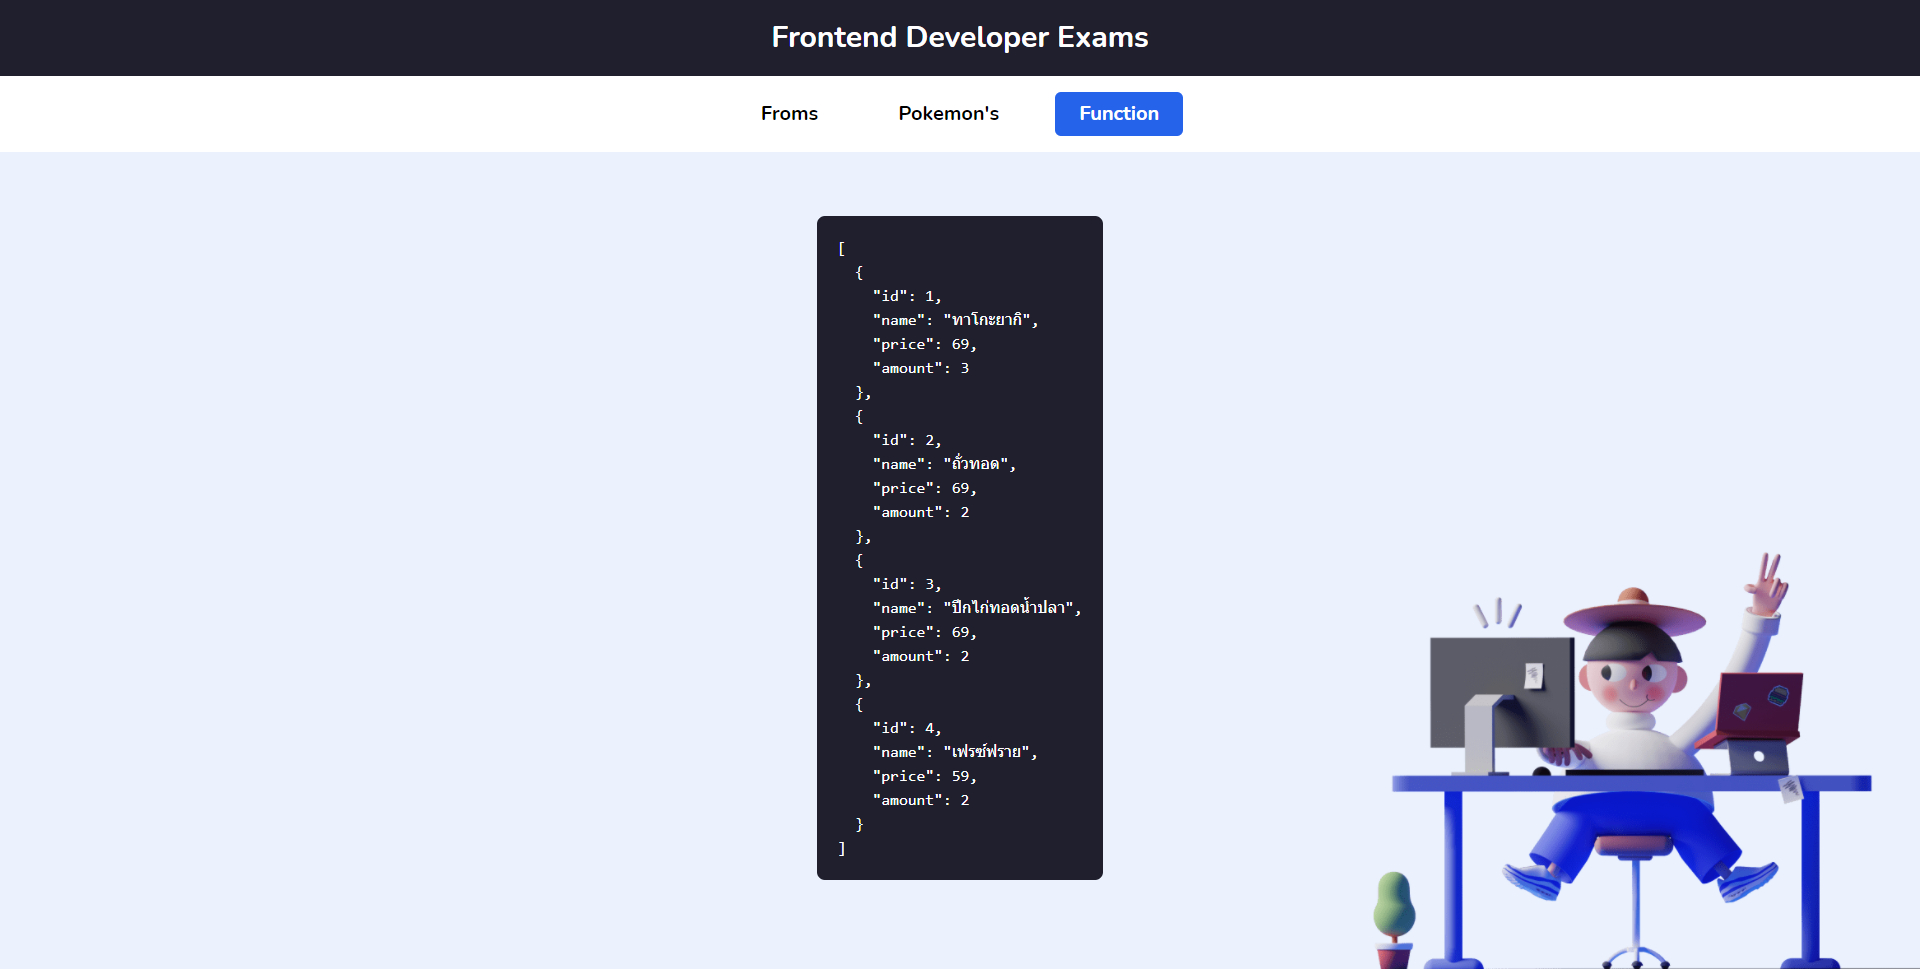 Frontend Developer Exams
Froms Pokemon's Function
[
{
"id": 1,
"name": "ทาโกะยากิ",
"price": 69,
"amount": 3
},
{
"id": 2,
"name": "ถั่วทอด",
"price": 69,
"amount": 2
},
{
"id": 3,
"name": "ปีกไก่ทอดน้ำปลา",
"price": 69,
"amount": 2
},
{
"id": 4,
"name": "เฟรซ์ฟราย",
"price": 59,
"amount": 2
}
]